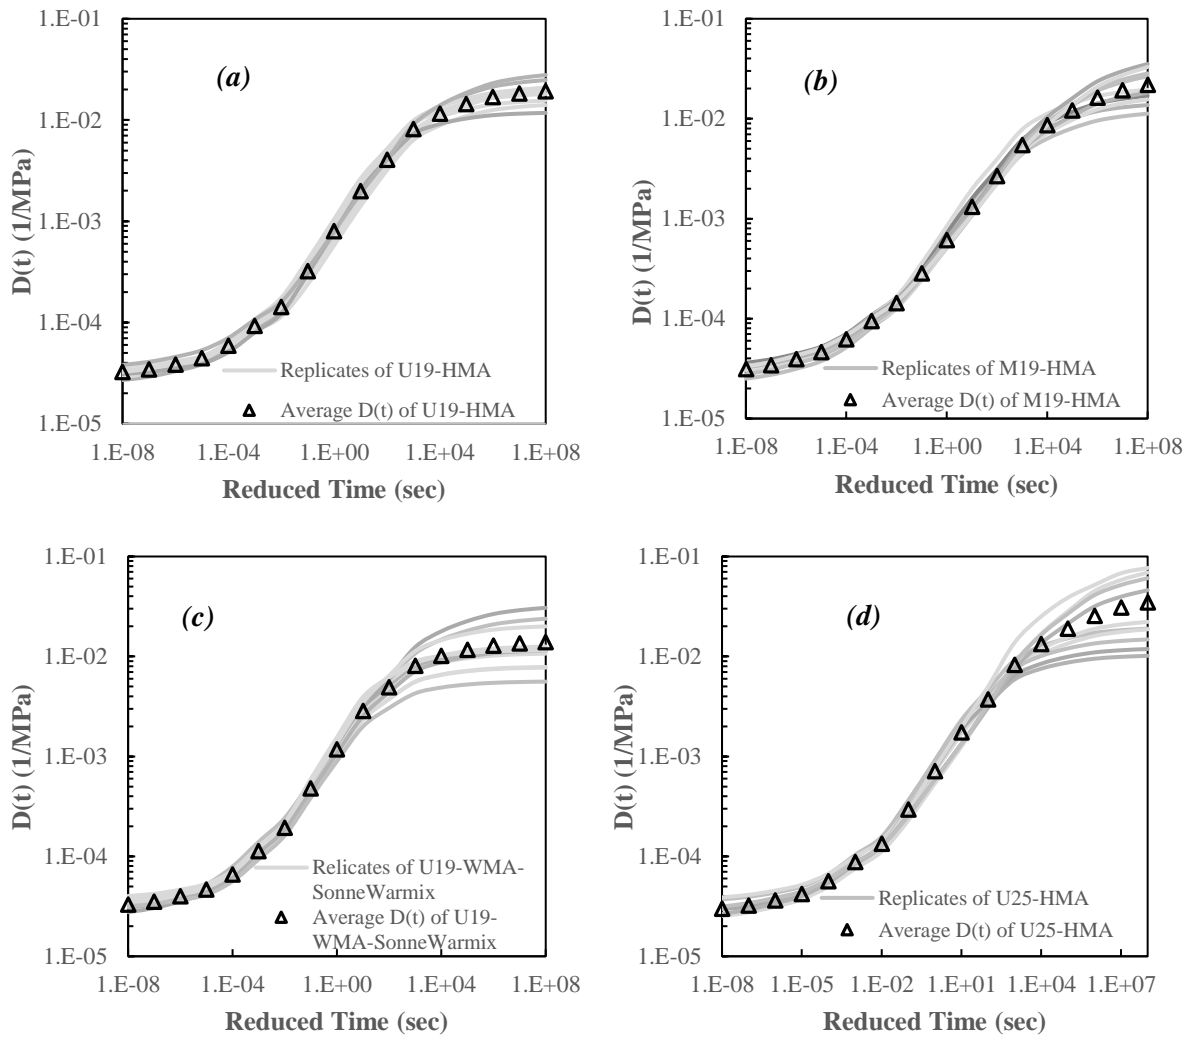 (a)
D(t) (1/MPa)
1.E-01
1.E-02
1.E-03
1.E-04
1.E-05
Replicates of U19-HMA
Average D(t) of U19-HMA
1.E-08 1.E-04 1.E+00 1.E+04 1.E+08
Reduced Time (sec)
(b)
D(t) (1/MPa)
1.E-01
1.E-02
1.E-03
1.E-04
1.E-05
Replicates of M19-HMA
Average D(t) of M19-HMA
1.E-08 1.E-04 1.E+00 1.E+04 1.E+08
Reduced Time (sec)
(c)
D(t) (1/MPa)
1.E-01
1.E-02
1.E-03
1.E-04
1.E-05
Relicates of U19-WMA-
SonneWarmix
Average D(t) of U19-
WMA-SonneWarmix
1.E-08 1.E-04 1.E+00 1.E+04 1.E+08
Reduced Time (sec)
(d)
D(t) (1/MPa)
1.E-01
1.E-02
1.E-03
1.E-04
1.E-05
Replicates of U25-HMA
Average D(t) of U25-HMA
1.E-08 1.E-05 1.E-02 1.E+01 1.E+04 1.E+07
Reduced Time (sec)